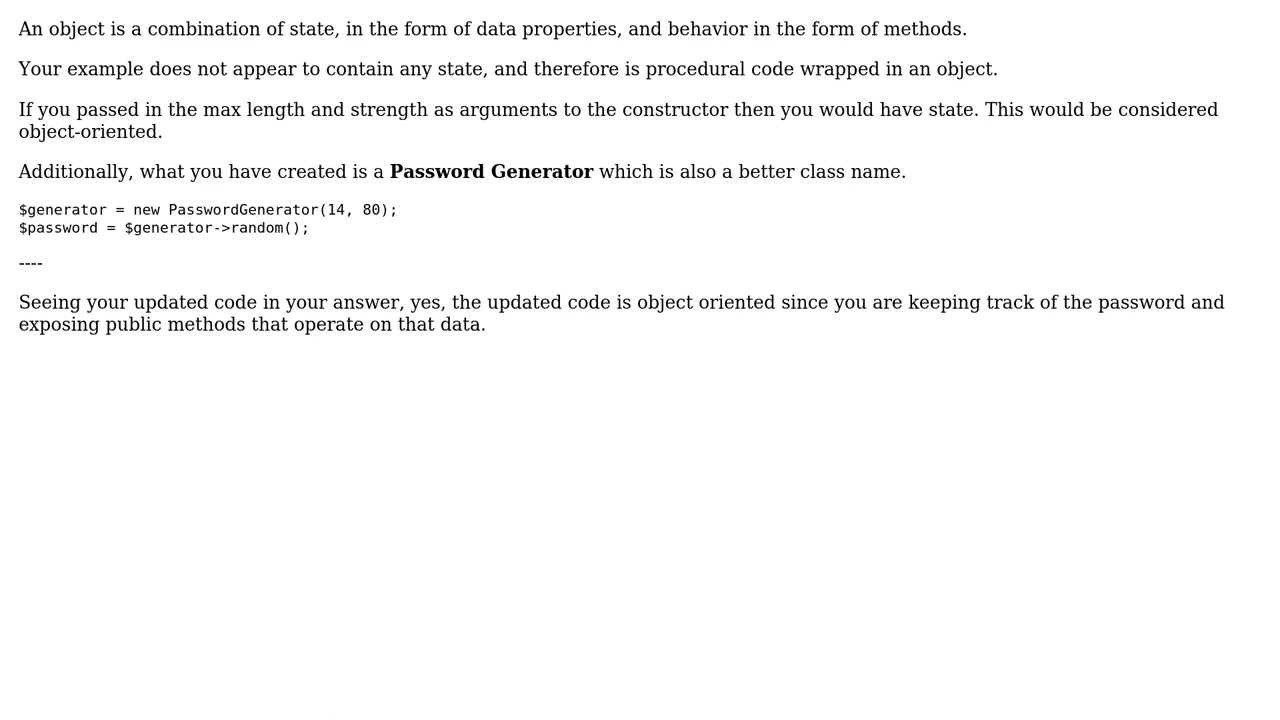 An object is a combination of state, in the form of data properties, and behavior in the form of methods.
Your example does not appear to contain any state, and therefore is procedural code wrapped in an object.
If you passed in the max length and strength as arguments to the constructor then you would have state. This would be considered
object-oriented.
Additionally, what you have created is a Password Generator which is also a better class name.
$generator = new PasswordGenerator(14, 80);
$password = $generator->random();
----
Seeing your updated code in your answer, yes, the updated code is object oriented since you are keeping track of the password and
exposing public methods that operate on that data.